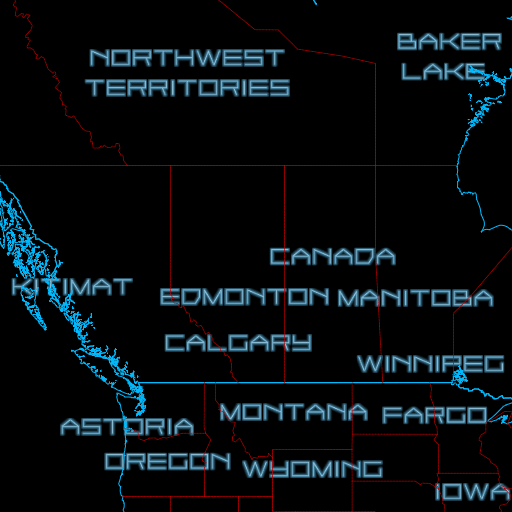 NORTHWEST
TERRITORIES
BAKER
LAKE
CANADA
KITIMAT
EDMONTON
MANITOBA
CALGARY
WINNIPEG
MONTANA
FARGO
ASTORIA
OREGON
WYOMING
IOWA